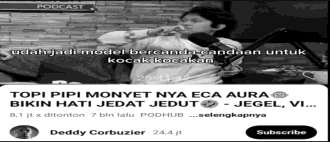 PODCAST
udah jadi model bercanda-candaan untuk
kocak kocakan
TOPI PIPI MONYET NYA ECA AURA
BIKIN HATI JEDAT JEDUT - JEGEL, VI...
8,1 jt x ditonton 7 bln lalu PODHUB ...selengkapnya
Deddy Corbuzier 24,4 jt
Subscribe